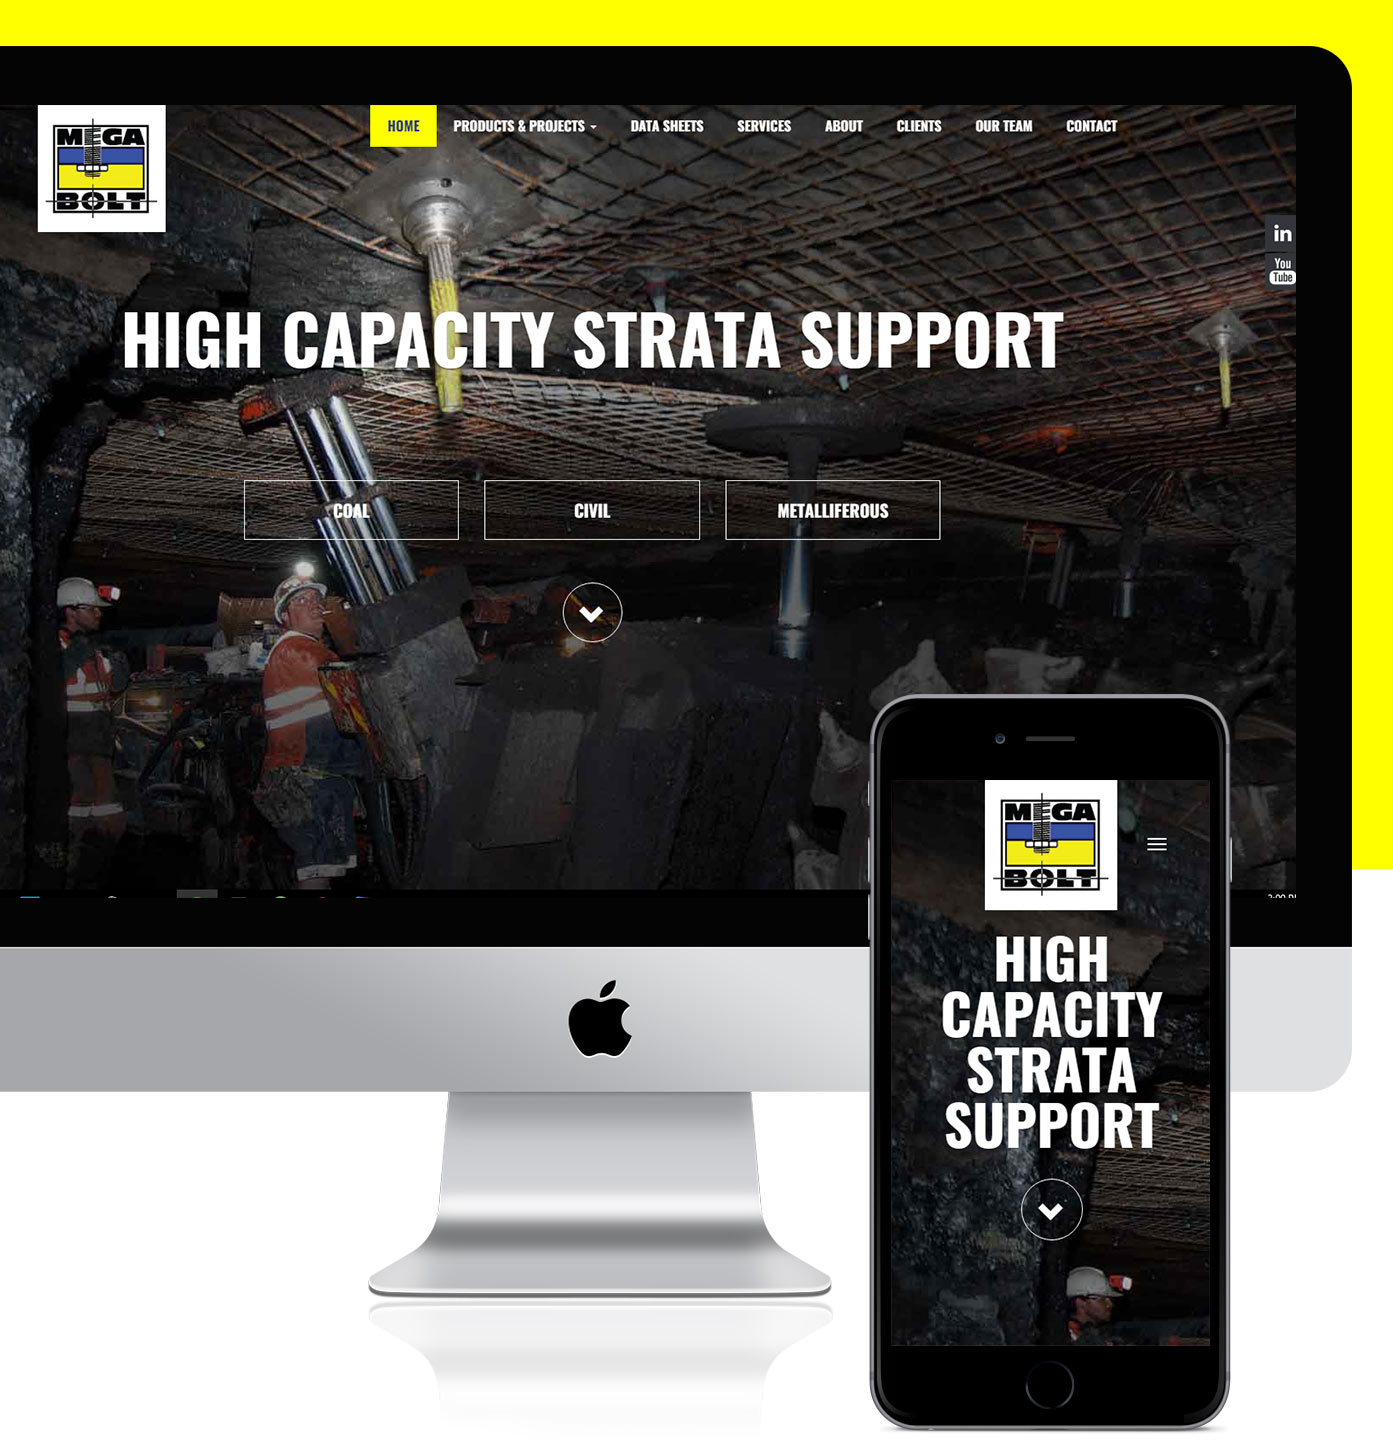 MEGA
BOLT
HOME
PRODUCTS & PROJECTS
DATA SHEETS
SERVICES
ABOUT
CLIENTS
OUR TEAM
CONTACT
in
You
Tube
HIGH CAPACITY STRATA SUPPORT
COAL
CIVIL
METALLIFEROUS
MEGA
BOLT
HIGH
CAPACITY
STRATA
SUPPORT